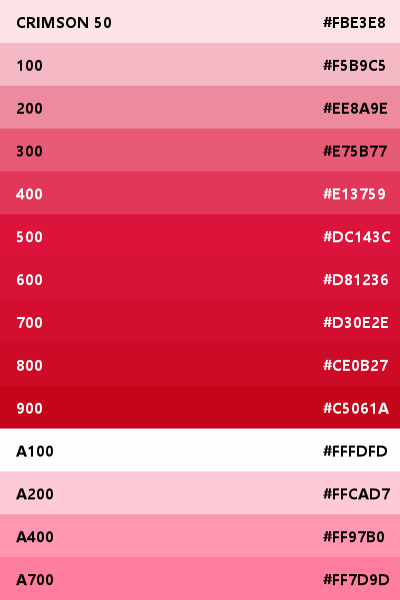 CRIMSON 50 #FBE3E8
100 #F5B9C5
200 #EE8A9E
300 #E75B77
400 #E13759
500 #DC143C
600 #D81236
700 #D30E2E
800 #CE0B27
900 #C5061A
A100 #FFFDFD
A200 #FFCAD7
A400 #FF97B0
A700 #FF7D9D